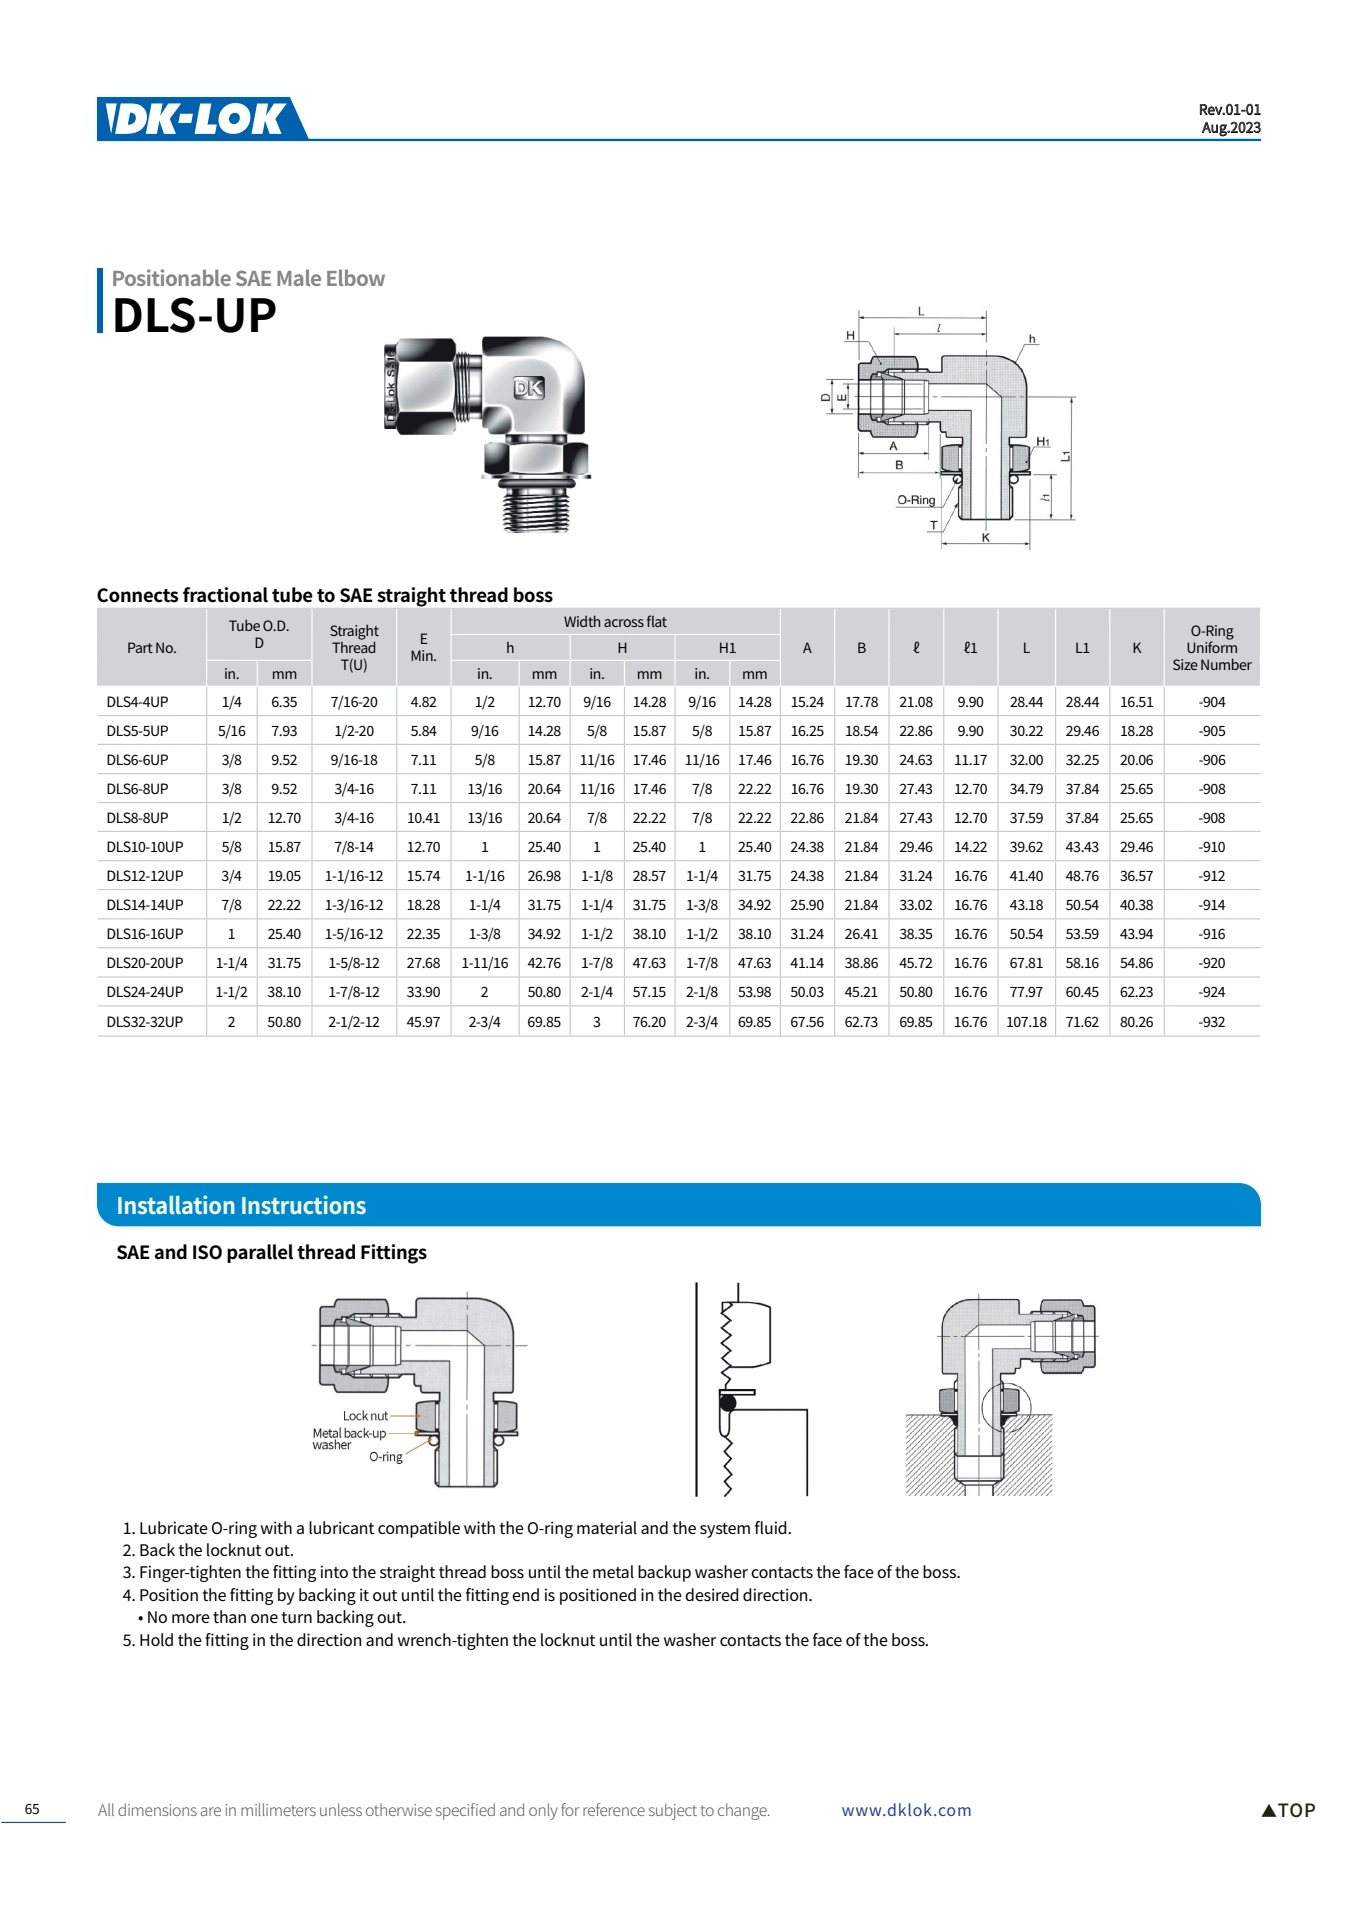 DK-LOK
Rev.01-01
Aug.2023
Positionable SAE Male Elbow
DLS-UP
DK
L
l
H
h
D
E
A
B
H1
L1
l1
O-Ring
T
K
Connects fractional tube to SAE straight thread boss
Part No. Tube O.D. D Straight Thread T(U) E Min. Width across flat A B ℓ ℓ1 L L1 K O-Ring Uniform Size Number
h H H1
in. mm in. mm in. mm in. mm
DLS4-4UP 1/4 6.35 7/16-20 4.82 1/2 12.70 9/16 14.28 9/16 14.28 15.24 17.78 21.08 9.90 28.44 28.44 16.51 -904
DLS5-5UP 5/16 7.93 1/2-20 5.84 9/16 14.28 5/8 15.87 5/8 15.87 16.25 18.54 22.86 9.90 30.22 29.46 18.28 -905
DLS6-6UP 3/8 9.52 9/16-18 7.11 5/8 15.87 11/16 17.46 11/16 17.46 16.76 19.30 24.63 11.17 32.00 32.25 20.06 -906
DLS6-8UP 3/8 9.52 3/4-16 7.11 13/16 20.64 11/16 17.46 7/8 22.22 16.76 19.30 27.43 12.70 34.79 37.84 25.65 -908
DLS8-8UP 1/2 12.70 3/4-16 10.41 13/16 20.64 7/8 22.22 7/8 22.22 22.86 21.84 27.43 12.70 37.59 37.84 25.65 -908
DLS10-10UP 5/8 15.87 7/8-14 12.70 1 25.40 1 25.40 1 25.40 24.38 21.84 29.46 14.22 39.62 43.43 29.46 -910
DLS12-12UP 3/4 19.05 1-1/16-12 15.74 1-1/16 26.98 1-1/8 28.57 1-1/4 31.75 24.38 21.84 31.24 16.76 41.40 48.76 36.57 -912
DLS14-14UP 7/8 22.22 1-3/16-12 18.28 1-1/4 31.75 1-1/4 31.75 1-3/8 34.92 25.90 21.84 33.02 16.76 43.18 50.54 40.38 -914
DLS16-16UP 1 25.40 1-5/16-12 22.35 1-3/8 34.92 1-1/2 38.10 1-1/2 38.10 31.24 26.41 38.35 16.76 50.54 53.59 43.94 -916
DLS20-20UP 1-1/4 31.75 1-5/8-12 27.68 1-11/16 42.76 1-7/8 47.63 1-7/8 47.63 41.14 38.86 45.72 16.76 67.81 58.16 54.86 -920
DLS24-24UP 1-1/2 38.10 1-7/8-12 33.90 2 50.80 2-1/4 57.15 2-1/8 53.98 50.03 45.21 50.80 16.76 77.97 60.45 62.23 -924
DLS32-32UP 2 50.80 2-1/2-12 45.97 2-3/4 69.85 3 76.20 2-3/4 69.85 67.56 62.73 69.85 16.76 107.18 71.62 80.26 -932
Installation Instructions
SAE and ISO parallel thread Fittings
Lock nut
Metal back-up
washer
O-ring
1. Lubricate O-ring with a lubricant compatible with the O-ring material and the system fluid.
2. Back the locknut out.
3. Finger-tighten the fitting into the straight thread boss until the metal backup washer contacts the face of the boss.
4. Position the fitting by backing it out until the fitting end is positioned in the desired direction.
• No more than one turn backing out.
5. Hold the fitting in the direction and wrench-tighten the locknut until the washer contacts the face of the boss.
65
All dimensions are in millimeters unless otherwise specified and only for reference subject to change.
www.dklok.com
▲TOP